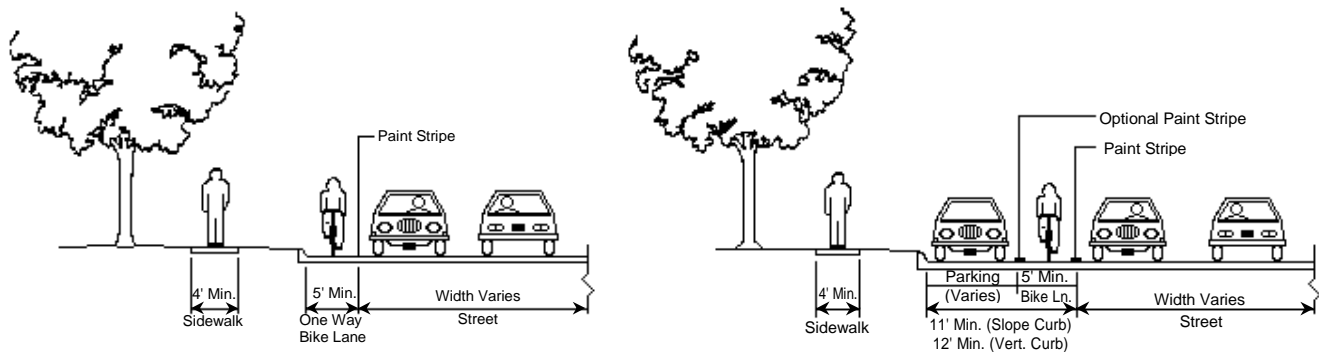 Paint Stripe
4' Min.
Sidewalk
5' Min.
One Way
Bike Lane
Width Varies
Street
Optional Paint Stripe
Paint Stripe
4' Min.
Sidewalk
Parking
(Varies)
5' Min.
Bike Ln.
11' Min. (Slope Curb)
12' Min. (Vert. Curb)
Width Varies
Street